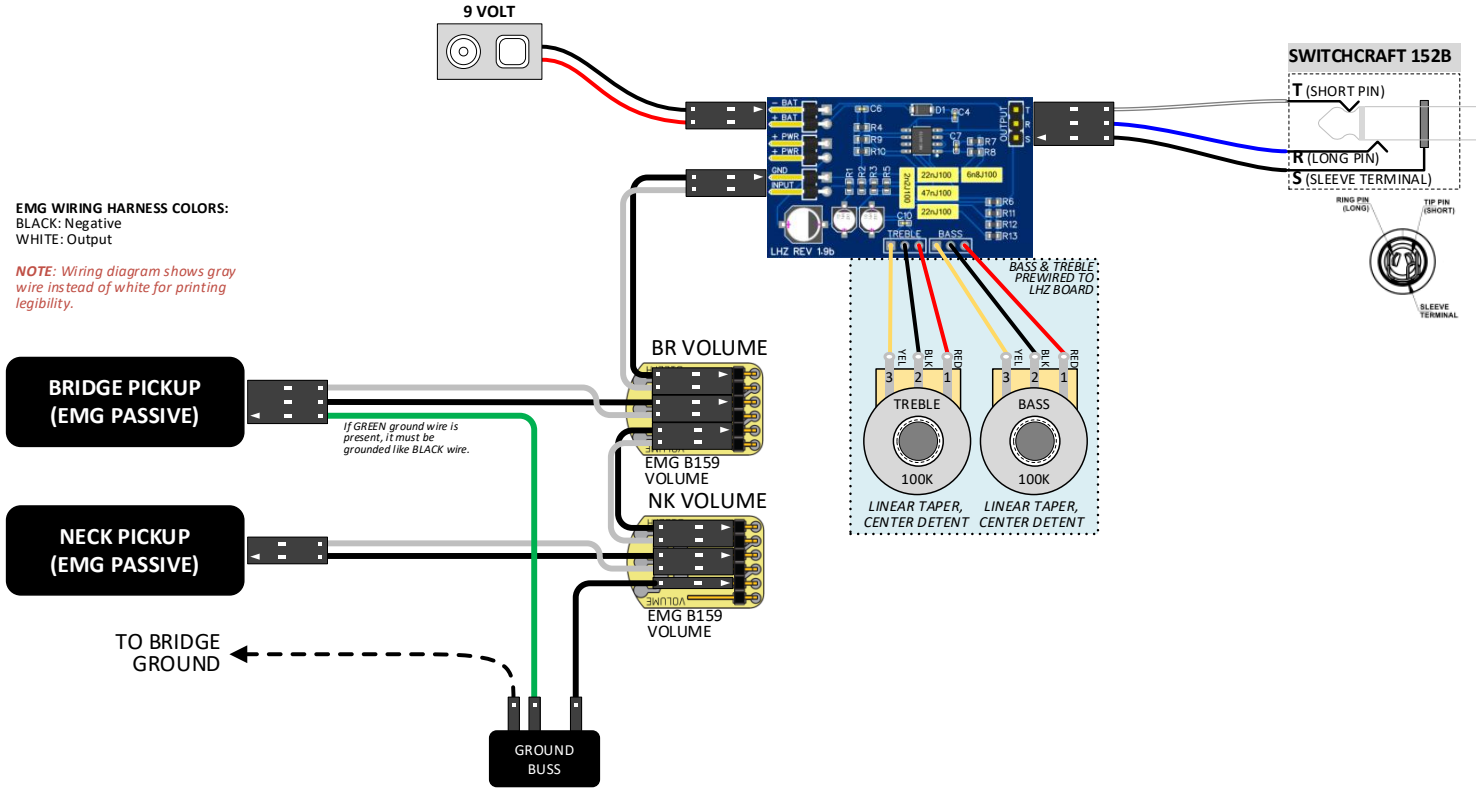 9 VOLT
SWITCHCRAFT 152B
T (SHORT PIN)
R (LONG PIN)
S (SLEEVE TERMINAL)
RING PIN
(LONG)
TIP PIN
(SHORT)
SLEEVE
TERMINAL
- BAT
+ BAT
+ PWR
+ PWR
GND
INPUT
C6
D1
C4
R4
R9
R10
C7
R7
R8
OUTPUT
T
R
S
R1
R2
R3
R5
2n2J100
22nJ100
6n8J100
47nJ100
22nJ100
C10
R6
R11
R12
R13
TREBLE
BASS
LHZ REV 1.9b
EMG WIRING HARNESS COLORS:
BLACK: Negative
WHITE: Output
NOTE: Wiring diagram shows gray
wire instead of white for printing
legibility.
BASS & TREBLE
PREWIRED TO
LHZ BOARD
YEL
BLK
RED
3
2
1
TREBLE
100K
LINEAR TAPER,
CENTER DETENT
YEL
BLK
RED
3
2
1
BASS
100K
LINEAR TAPER,
CENTER DETENT
BR VOLUME
VOLUME
EMG B159
VOLUME
BRIDGE PICKUP
(EMG PASSIVE)
If GREEN ground wire is
present, it must be
grounded like BLACK wire.
NK VOLUME
VOLUME
EMG B159
VOLUME
NECK PICKUP
(EMG PASSIVE)
TO BRIDGE
GROUND
GROUND
BUSS